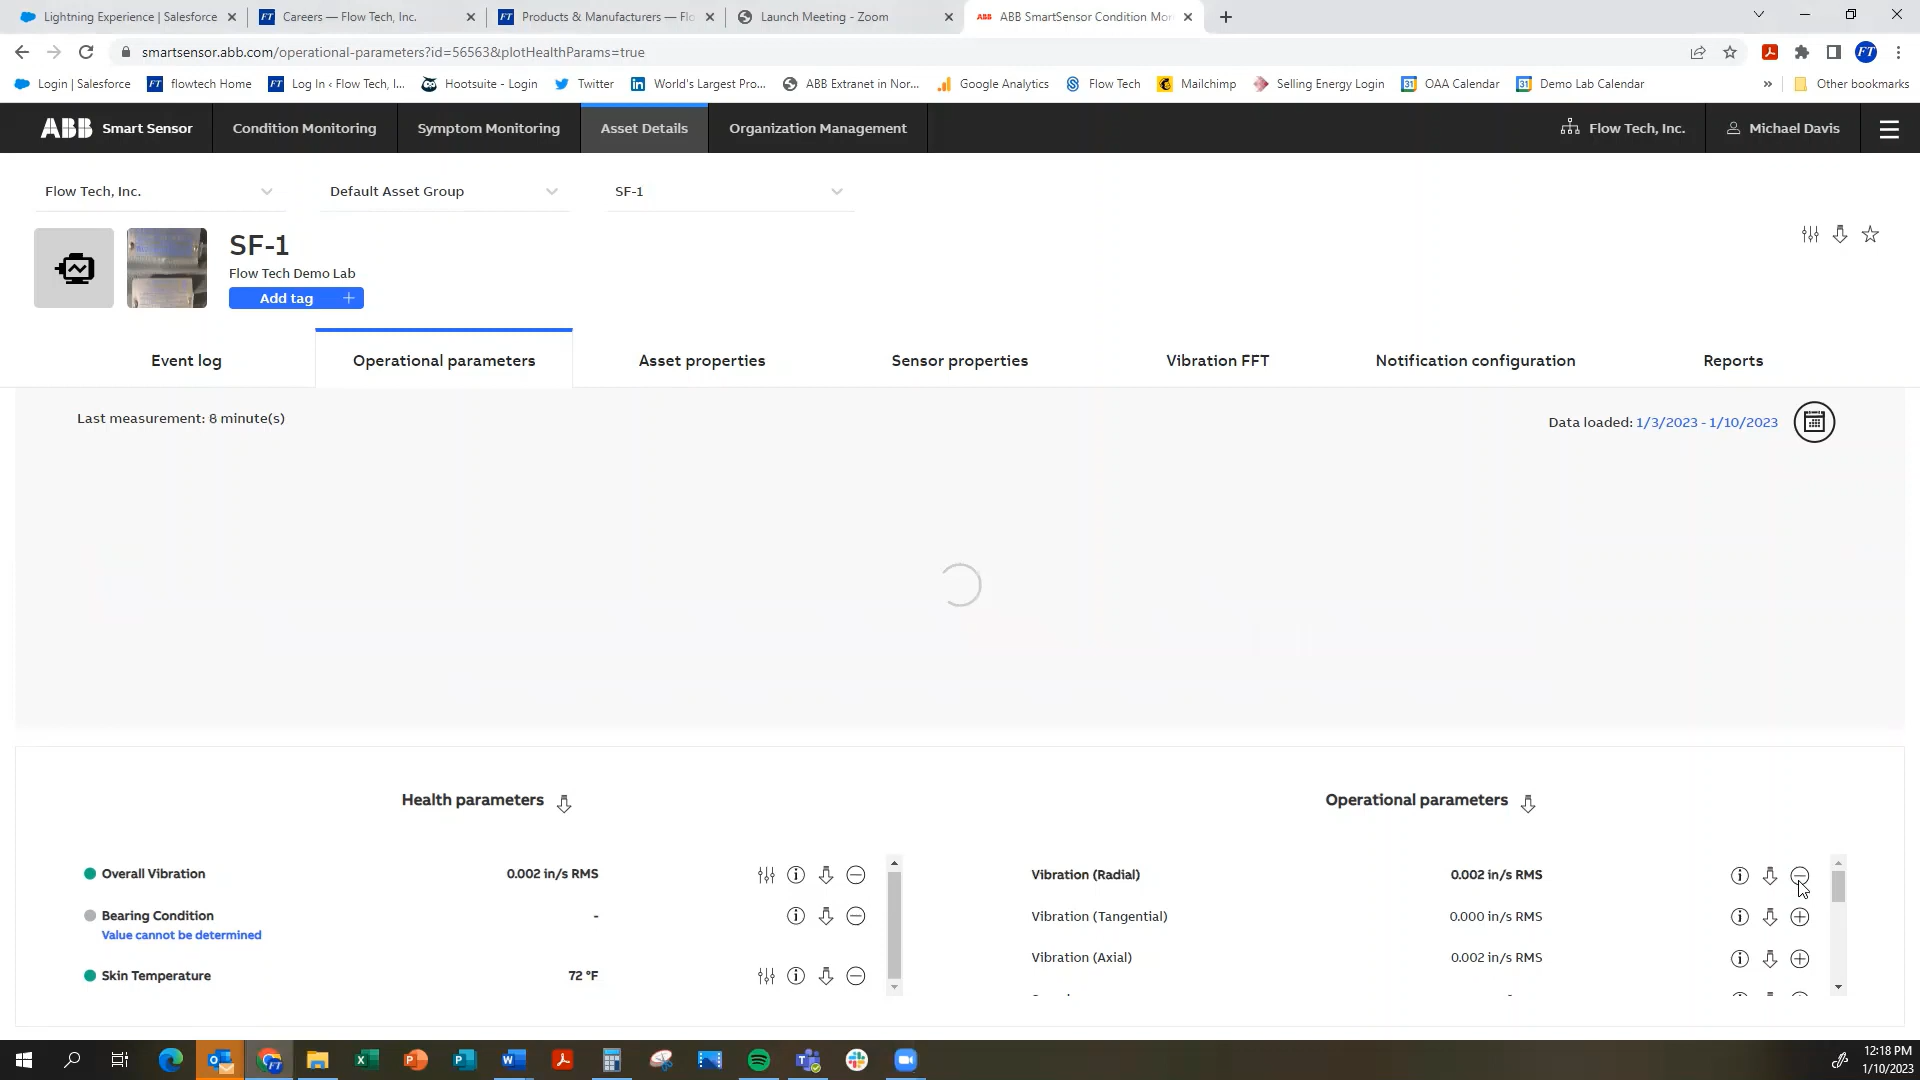 Lightning Experience | Salesforce
Careers — Flow Tech, Inc.
Products & Manufacturers — Flo
Launch Meeting - Zoom
ABB SmartSensor Condition Mon
smartsensor.abb.com/operational-parameters?id=56563&plotHealthParams=true
Login | Salesforce
flowtech Home
Log In ‹ Flow Tech, I...
Hootsuite - Login
Twitter
World's Largest Pro...
ABB Extranet in Nor...
Google Analytics
Flow Tech
Mailchimp
Selling Energy Login
OAA Calendar
Demo Lab Calendar
Other bookmarks
ABB Smart Sensor
Condition Monitoring
Symptom Monitoring
Asset Details
Organization Management
Flow Tech, Inc.
Michael Davis
Flow Tech, Inc.
Default Asset Group
SF-1
SF-1
Flow Tech Demo Lab
Add tag +
Event log
Operational parameters
Asset properties
Sensor properties
Vibration FFT
Notification configuration
Reports
Last measurement: 8 minute(s)
Data loaded: 1/3/2023 - 1/10/2023
Health parameters
Overall Vibration 0.002 in/s RMS
Bearing Condition -
Value cannot be determined
Skin Temperature 72 °F
Operational parameters
Vibration (Radial) 0.002 in/s RMS
Vibration (Tangential) 0.000 in/s RMS
Vibration (Axial) 0.002 in/s RMS
12:18 PM
1/10/2023